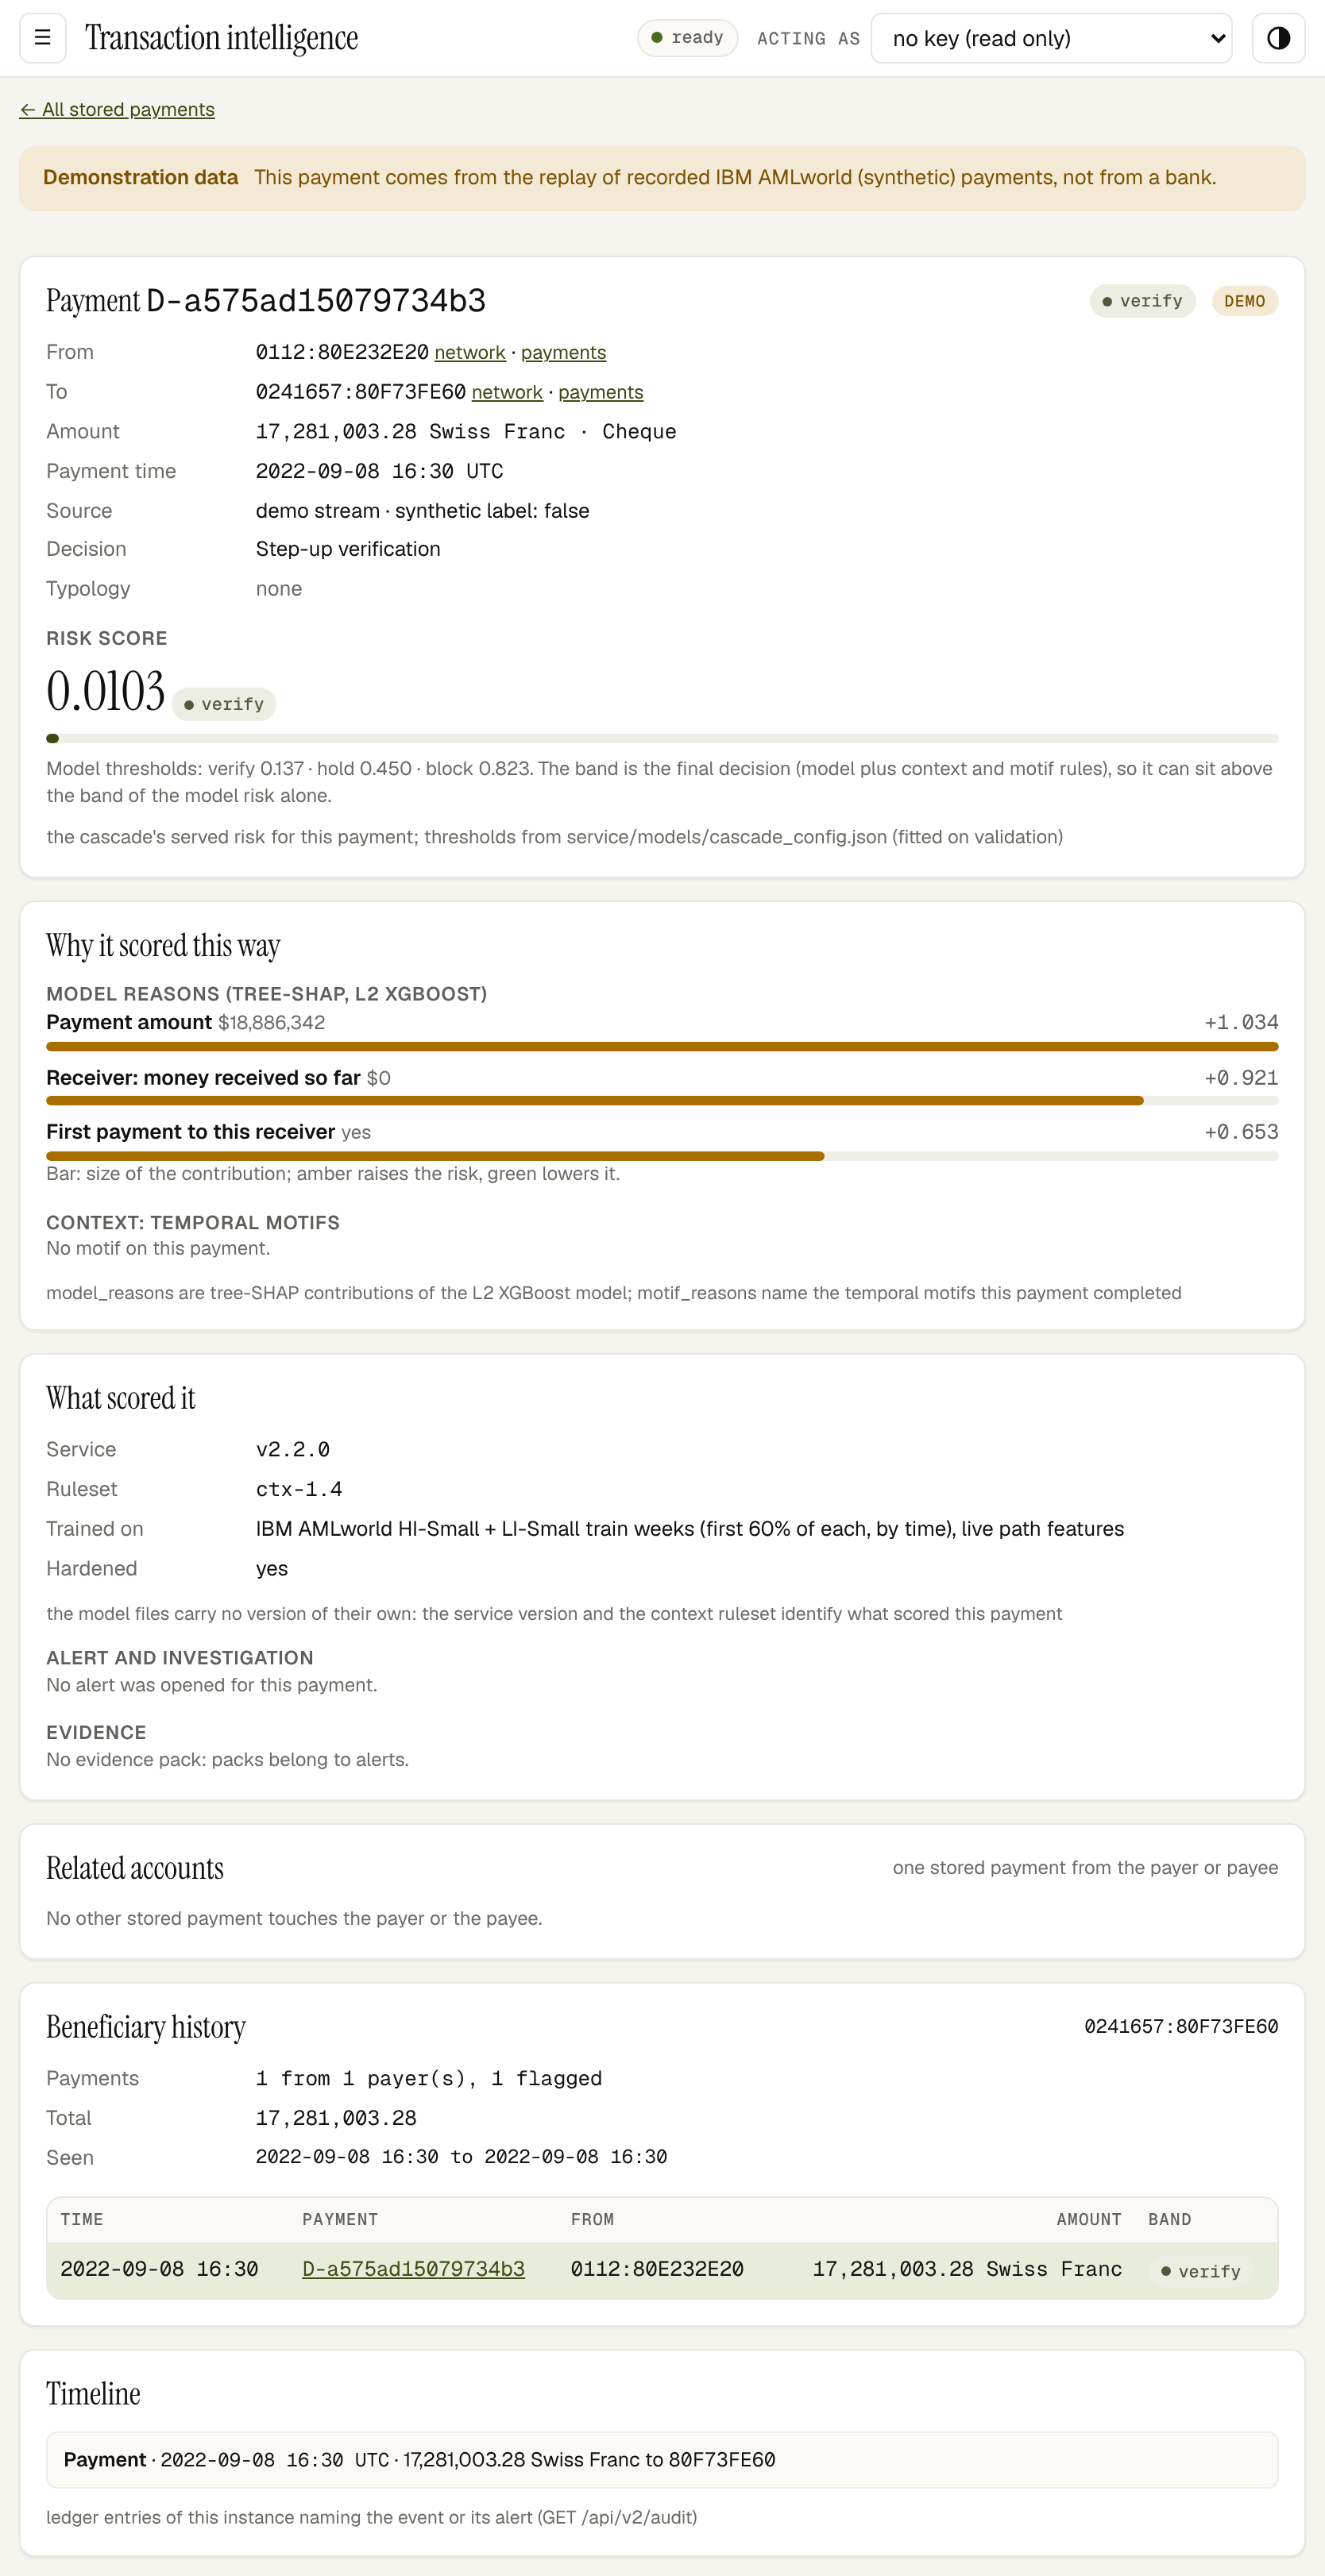 ☰ Transaction intelligence ready ACTING AS no key (read only)
← All stored payments
Demonstration data This payment comes from the replay of recorded IBM AMLworld (synthetic) payments, not from a bank.
Payment D-a575ad15079734b3 verify DEMO
From 0112:80E232E20 network · payments
To 0241657:80F73FE60 network · payments
Amount 17,281,003.28 Swiss Franc · Cheque
Payment time 2022-09-08 16:30 UTC
Source demo stream · synthetic label: false
Decision Step-up verification
Typology none
RISK SCORE
0.0103 verify
Model thresholds: verify 0.137 · hold 0.450 · block 0.823. The band is the final decision (model plus context and motif rules), so it can sit above
the band of the model risk alone.
the cascade's served risk for this payment; thresholds from service/models/cascade_config.json (fitted on validation)
Why it scored this way
MODEL REASONS (TREE-SHAP, L2 XGBOOST)
Payment amount $18,886,342 +1.034
Receiver: money received so far $0 +0.921
First payment to this receiver yes +0.653
Bar: size of the contribution; amber raises the risk, green lowers it.
CONTEXT: TEMPORAL MOTIFS
No motif on this payment.
model_reasons are tree-SHAP contributions of the L2 XGBoost model; motif_reasons name the temporal motifs this payment completed
What scored it
Service v2.2.0
Ruleset ctx-1.4
Trained on IBM AMLworld HI-Small + LI-Small train weeks (first 60% of each, by time), live path features
Hardened yes
the model files carry no version of their own: the service version and the context ruleset identify what scored this payment
ALERT AND INVESTIGATION
No alert was opened for this payment.
EVIDENCE
No evidence pack: packs belong to alerts.
Related accounts one stored payment from the payer or payee
No other stored payment touches the payer or the payee.
Beneficiary history 0241657:80F73FE60
Payments 1 from 1 payer(s), 1 flagged
Total 17,281,003.28
Seen 2022-09-08 16:30 to 2022-09-08 16:30
TIME PAYMENT FROM AMOUNT BAND
2022-09-08 16:30 D-a575ad15079734b3 0112:80E232E20 17,281,003.28 Swiss Franc verify
Timeline
Payment · 2022-09-08 16:30 UTC · 17,281,003.28 Swiss Franc to 80F73FE60
ledger entries of this instance naming the event or its alert (GET /api/v2/audit)